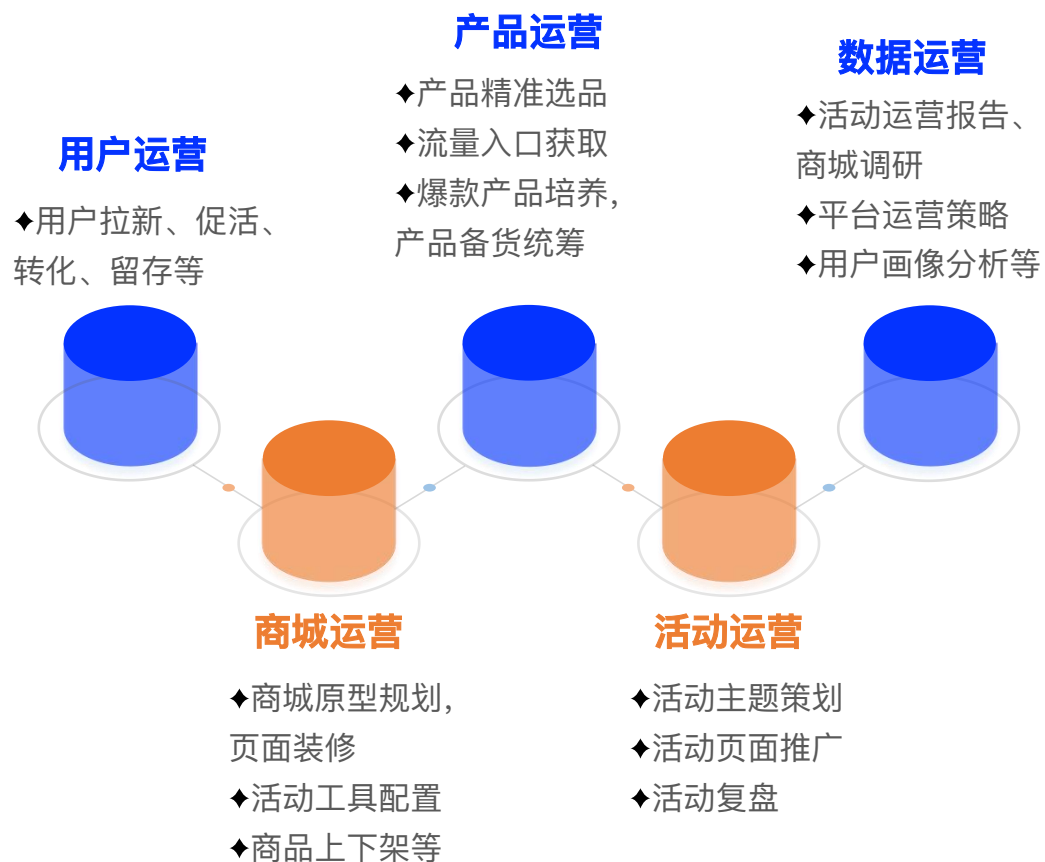 用户运营
✦用户拉新、促活、
转化、留存等
商城运营
✦商城原型规划，
页面装修
✦活动工具配置
✦商品上下架等
产品运营
✦产品精准选品
✦流量入口获取
✦爆款产品培养，
产品备货统筹
活动运营
✦活动主题策划
✦活动页面推广
✦活动复盘
数据运营
✦活动运营报告、
商城调研
✦平台运营策略
✦用户画像分析等